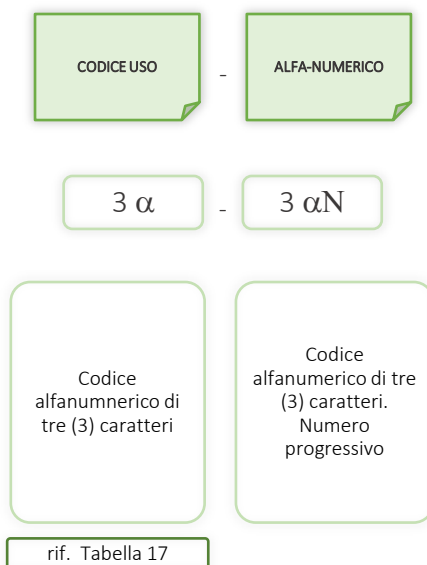 CODICE USO - ALFA-NUMERICO
3 α - 3 αN
Codice
alfanumnerico di
tre (3) caratteri
Codice
alfanumerico di tre
(3) caratteri.
Numero
progressivo
rif. Tabella 17